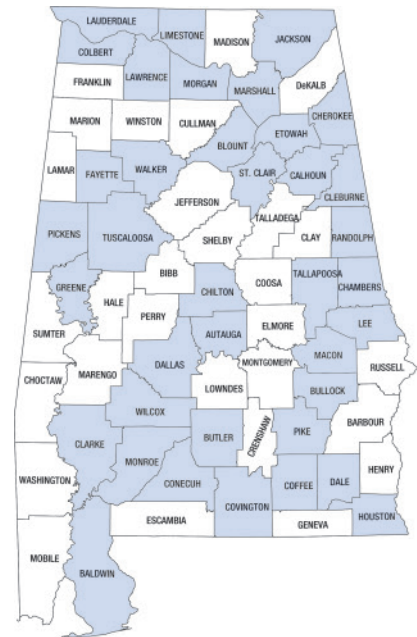 LAUDERDALE
LIMESTONE
MADISON
JACKSON
COLBERT
FRANKLIN
LAWRENCE
MORGAN
MARSHALL
DeKALB
CHEROKEE
MARION
WINSTON
CULLMAN
ETOWAH
BLOUNT
LAMAR
FAYETTE
WALKER
ST. CLAIR
CALHOUN
CLEBURNE
JEFFERSON
TALLADEGA
PICKENS
TUSCALOOSA
SHELBY
CLAY
RANDOLPH
BIBB
GREENE
HALE
CHILTON
COOSA
TALLAPOOSA
CHAMBERS
PERRY
SUMTER
AUTAUGA
ELMORE
LEE
DALLAS
MONTGOMERY
MACON
RUSSELL
CHOCTAW
MARENGO
LOWNDES
BULLOCK
WILCOX
BARBOUR
CLARKE
BUTLER
CRENSHAW
PIKE
MONROE
CONECUH
HENRY
WASHINGTON
COFFEE
DALE
COVINGTON
HOUSTON
ESCAMBIA
GENEVA
MOBILE
BALDWIN